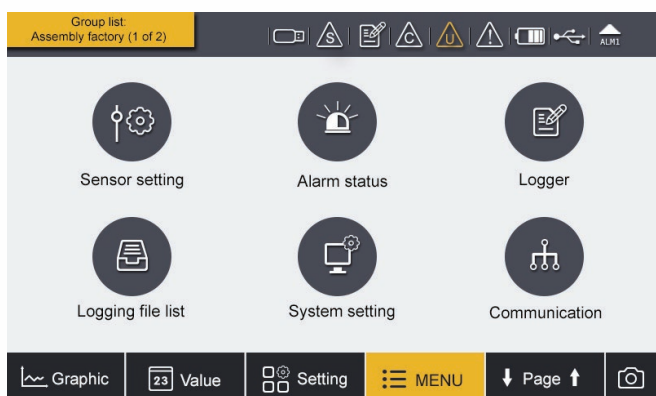 Group list:
Assembly factory (1 of 2)
S
C
U
ALM1
Sensor setting
Alarm status
Logger
Logging file list
System setting
Communication
Graphic
23 Value
Setting
MENU
Page